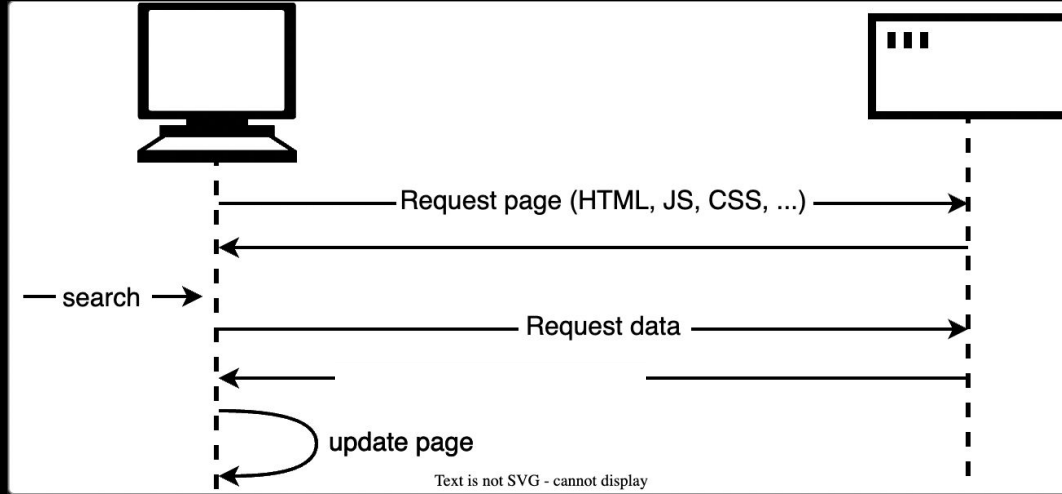 Request page (HTML, JS, CSS, ...)
search
Request data
update page
Text is not SVG - cannot display